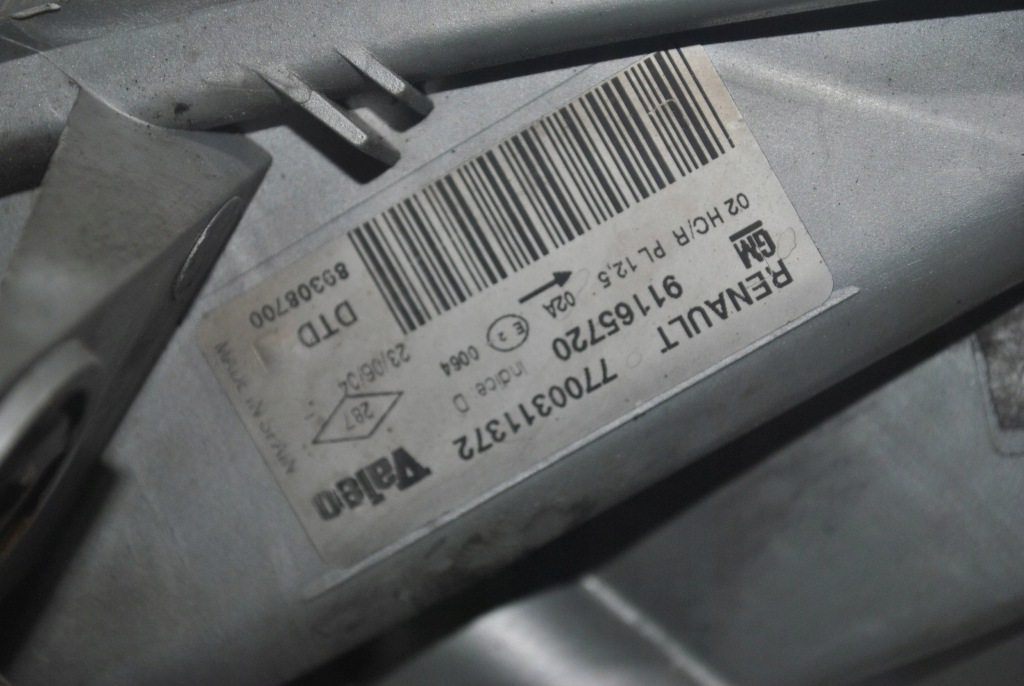 RENAULT 7700311372 Valeo
GM 91165720 Indice D 287
02 HC/R PL 12,5 02A E 2 0064 23/06/04
DTD
89308700
MADE IN SPAIN